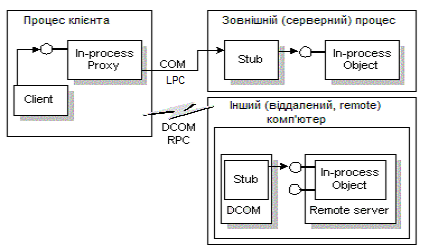 Процес клієнта
In-process
Proxy
Client
COM
LPC
DCOM
RPC
Зовнішній (серверний) процес
Stub
In-process
Object
Інший (віддалений, remote)
комп'ютер
Stub
DCOM
In-process
Object
Remote server